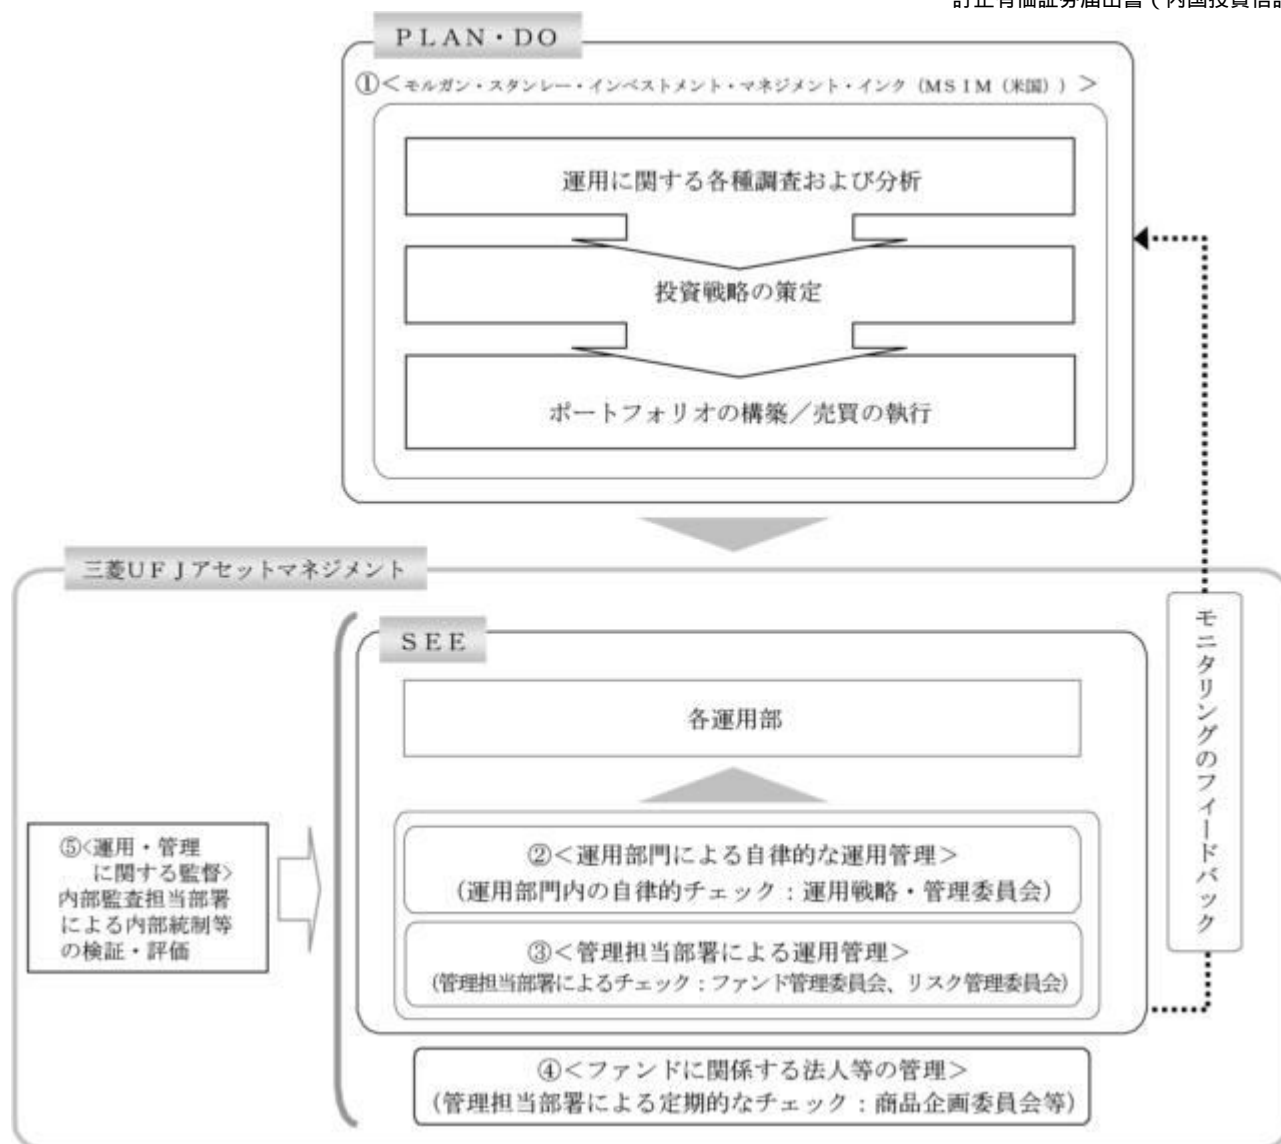 訂正有価証券届出書（内国投資信
PLAN・DO
①＜モルガン・スタンレー・インベストメント・マネジメント・インク（MSIM（米国））＞
運用に関する各種調査および分析
投資戦略の策定
ポートフォリオの構築／売買の執行
三菱UFJアセットマネジメント
SEE
各運用部
②＜運用部門による自律的な運用管理＞
（運用部門内の自律的チェック：運用戦略・管理委員会）
③＜管理担当部署による運用管理＞
（管理担当部署によるチェック：ファンド管理委員会、リスク管理委員会）
④＜ファンドに関係する法人等の管理＞
（管理担当部署による定期的なチェック：商品企画委員会等）
⑤＜運用・管理
に関する監督＞
内部監査担当部署
による内部統制等
の検証・評価
モニタリングのフィードバック